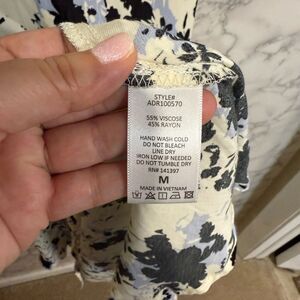 STYLE#
ADR100570
55% VISCOSE
45% RAYON
HAND WASH COLD
DO NOT BLEACH
LINE DRY
IRON LOW IF NEEDED
DO NOT TUMBLE DRY
RN# 141397
M
MADE IN VIETNAM